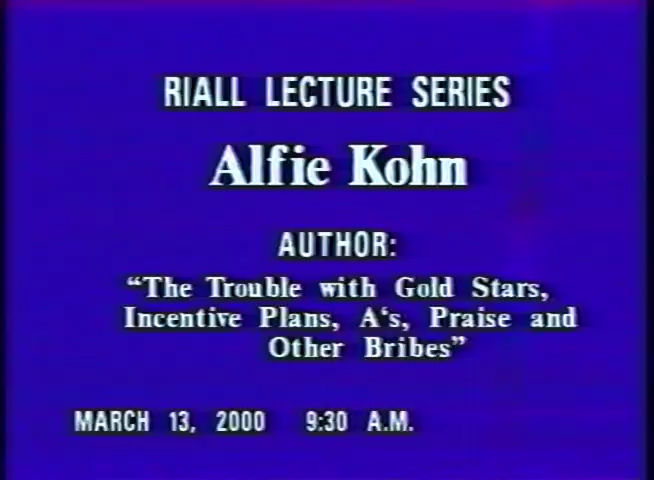 RIALL LECTURE SERIES
Alfie Kohn
AUTHOR:
“The Trouble with Gold Stars,
Incentive Plans, A‘s, Praise and
Other Bribes”
MARCH 13, 2000 9:30 A.M.